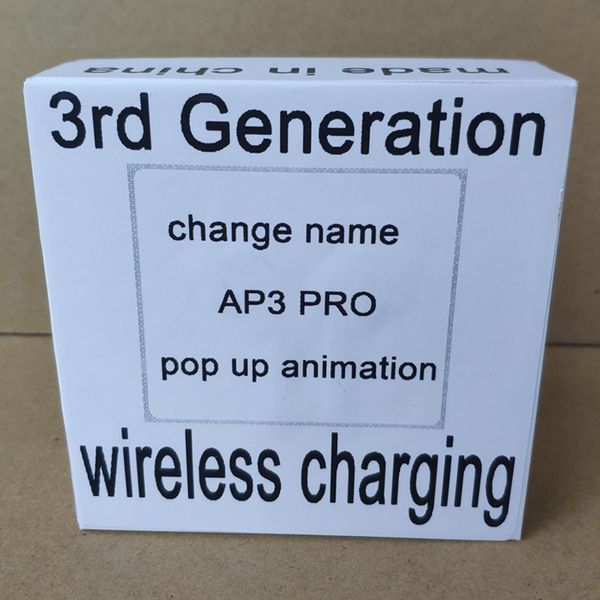 made in china
3rd Generation
change name
AP3 PRO
pop up animation
wireless charging